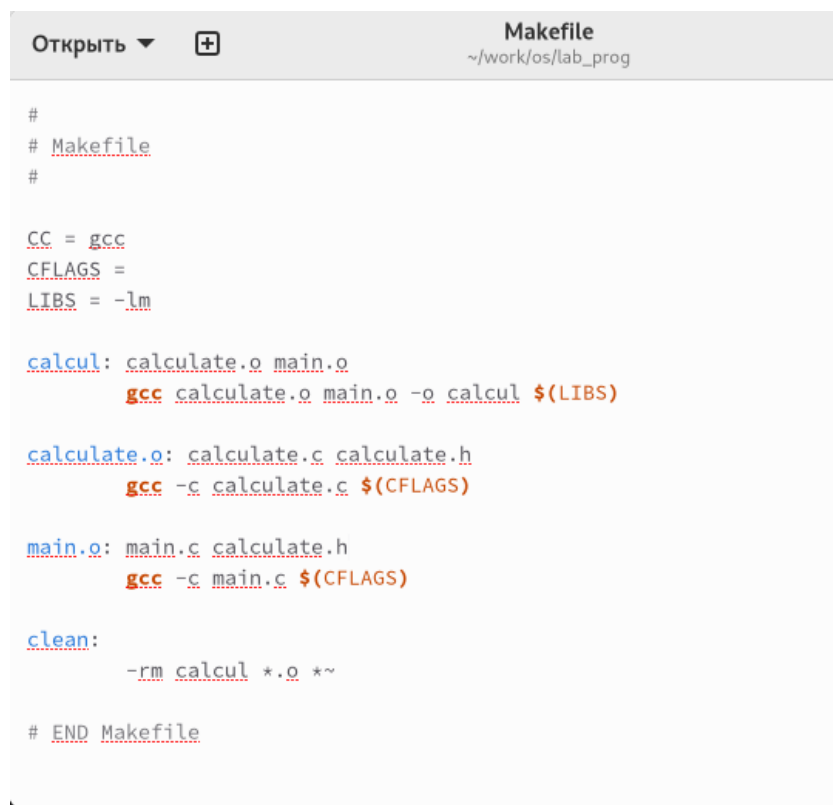 Открыть
Makefile
~/work/os/lab_prog
#
# Makefile
#
CC = gcc
CFLAGS =
LIBS = -lm
calcul: calculate.o main.o
gcc calculate.o main.o -o calcul $(LIBS)
calculate.o: calculate.c calculate.h
gcc -c calculate.c $(CFLAGS)
main.o: main.c calculate.h
gcc -c main.c $(CFLAGS)
clean:
-rm calcul *.o *~
# END Makefile